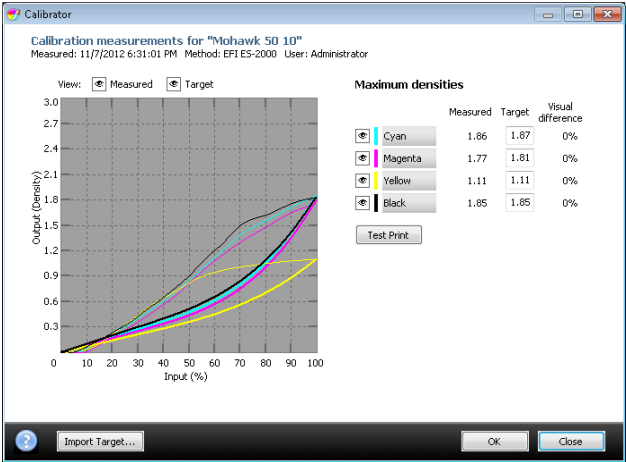 Calibrator
Calibration measurements for "Mohawk 50 10"
Measured: 11/7/2012 6:31:01 PM Method: EFI ES-2000 User: Administrator
View: Measured Target
Output (Density)
3.0
2.7
2.4
2.1
1.8
1.5
1.2
0.9
0.6
0.3
0 10 20 30 40 50 60 70 80 90 100
Input (%)
Maximum densities
Measured Target Visual difference
Cyan 1.86 1.87 0%
Magenta 1.77 1.81 0%
Yellow 1.11 1.11 0%
Black 1.85 1.85 0%
Test Print
?
Import Target...
OK
Close